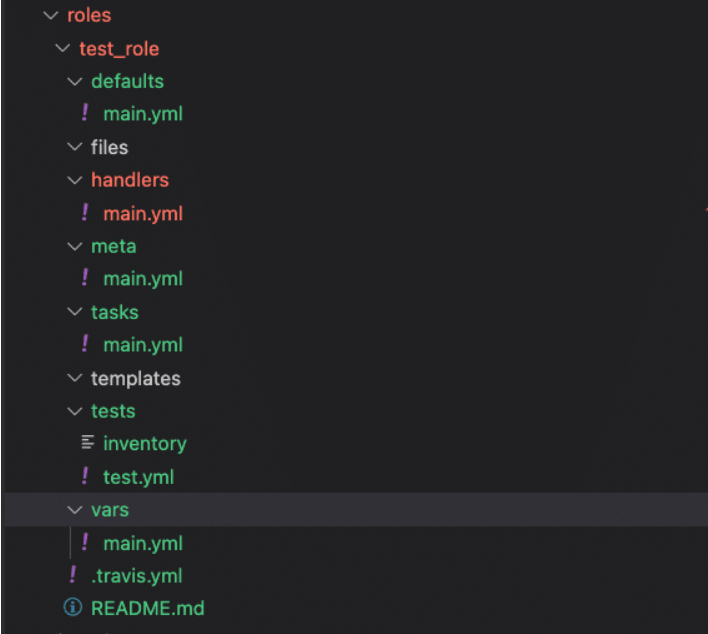 roles
test_role
defaults
! main.yml
files
handlers
! main.yml
meta
! main.yml
tasks
! main.yml
templates
tests
inventory
! test.yml
vars
! main.yml
! .travis.yml
README.md